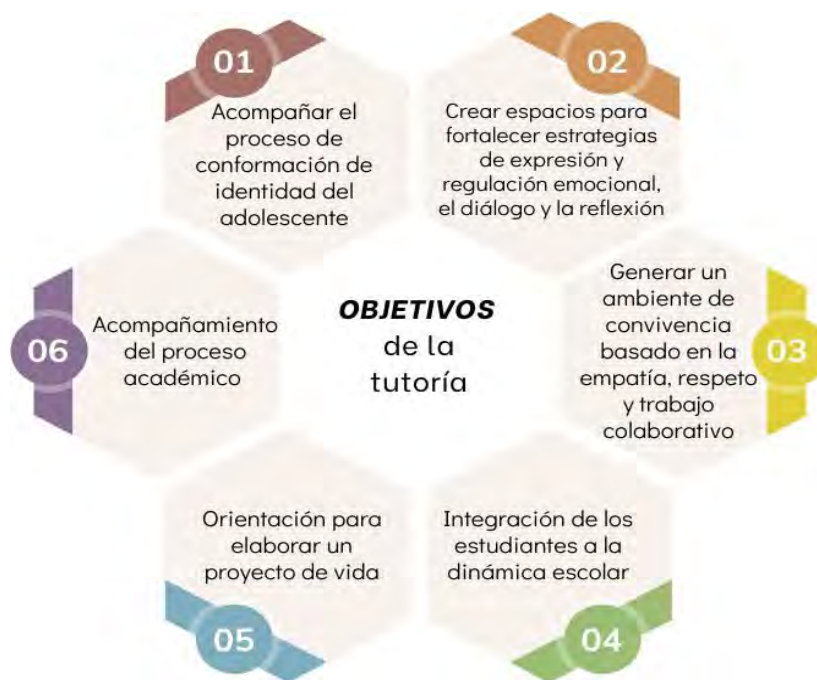 01
Acompañar el
proceso de
conformación de
identidad del
adolescente
02
Crear espacios para
fortalecer estrategias
de expresión y
regulación emocional,
el diálogo y la reflexión
OBJETIVOS
de la
tutoría
Generar un
ambiente de
convivencia
basado en la
empatía, respeto
y trabajo
colaborativo
03
Integración de los
estudiantes a la
dinámica escolar
04
Orientación para
elaborar un
proyecto de vida
05
06
Acompañamiento
del proceso
académico